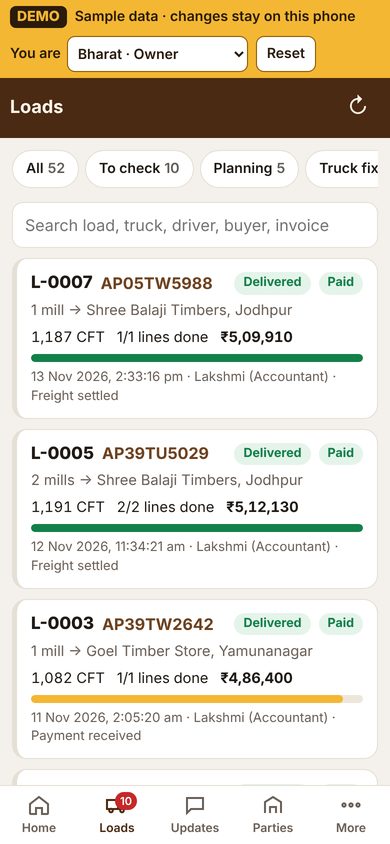 DEMO Sample data · changes stay on this phone
You are Bharat · Owner Reset
Loads
All 52 To check 10 Planning 5 Truck fix
Search load, truck, driver, buyer, invoice
L-0007 AP05TW5988 Delivered Paid
1 mill → Shree Balaji Timbers, Jodhpur
1,187 CFT 1/1 lines done ₹5,09,910
13 Nov 2026, 2:33:16 pm · Lakshmi (Accountant) ·
Freight settled
L-0005 AP39TU5029 Delivered Paid
2 mills → Shree Balaji Timbers, Jodhpur
1,191 CFT 2/2 lines done ₹5,12,130
12 Nov 2026, 11:34:21 am · Lakshmi (Accountant) ·
Freight settled
L-0003 AP39TW2642 Delivered Paid
1 mill → Goel Timber Store, Yamunanagar
1,082 CFT 1/1 lines done ₹4,86,400
11 Nov 2026, 2:05:20 am · Lakshmi (Accountant) ·
Payment received
10
Home Loads Updates Parties More